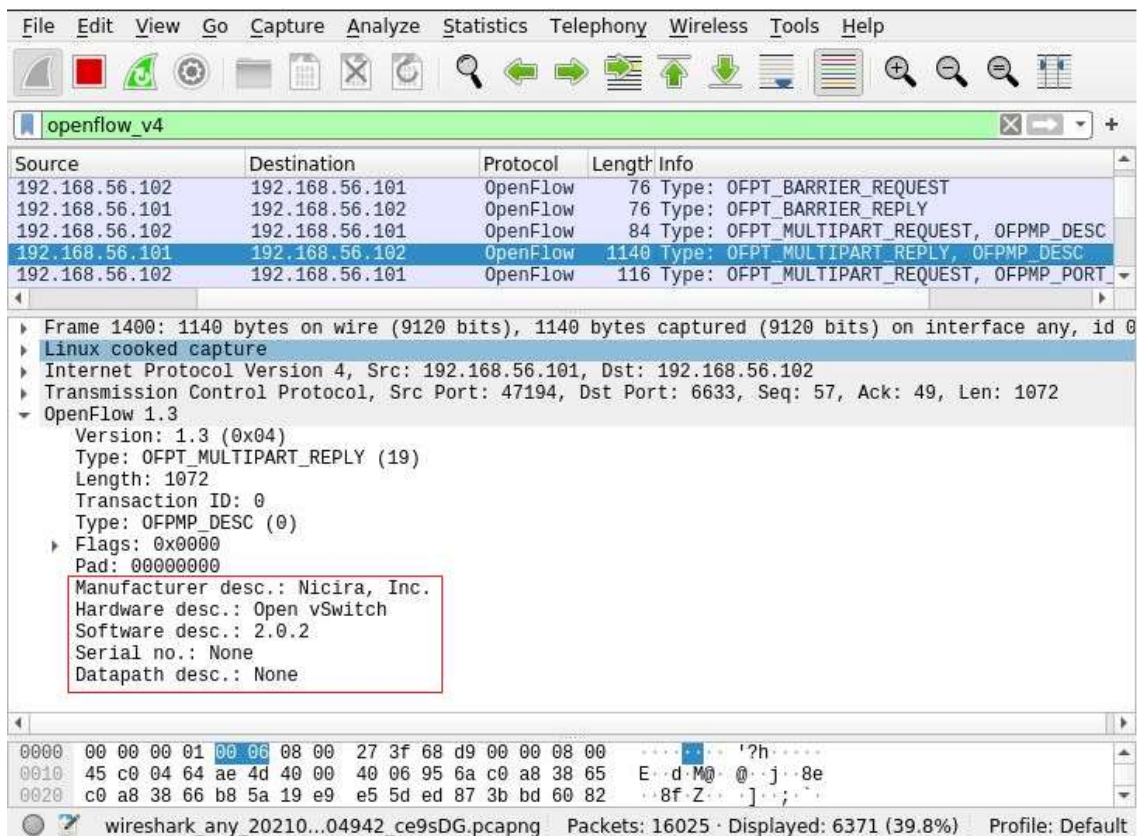 File Edit View Go Capture Analyze Statistics Telephony Wireless Tools Help
openflow_v4
Source Destination Protocol Length Info
192.168.56.102 192.168.56.101 OpenFlow 76 Type: OFPT_BARRIER_REQUEST
192.168.56.101 192.168.56.102 OpenFlow 76 Type: OFPT_BARRIER_REPLY
192.168.56.102 192.168.56.101 OpenFlow 84 Type: OFPT_MULTIPART_REQUEST, OFPMP_DESC
192.168.56.101 192.168.56.102 OpenFlow 1140 Type: OFPT_MULTIPART_REPLY, OFPMP_DESC
192.168.56.102 192.168.56.101 OpenFlow 116 Type: OFPT_MULTIPART_REQUEST, OFPMP_PORT_
Frame 1400: 1140 bytes on wire (9120 bits), 1140 bytes captured (9120 bits) on interface any, id 0
Linux cooked capture
Internet Protocol Version 4, Src: 192.168.56.101, Dst: 192.168.56.102
Transmission Control Protocol, Src Port: 47194, Dst Port: 6633, Seq: 57, Ack: 49, Len: 1072
OpenFlow 1.3
Version: 1.3 (0x04)
Type: OFPT_MULTIPART_REPLY (19)
Length: 1072
Transaction ID: 0
Type: OFPMP_DESC (0)
Flags: 0x0000
Pad: 00000000
Manufacturer desc.: Nicira, Inc.
Hardware desc.: Open vSwitch
Software desc.: 2.0.2
Serial no.: None
Datapath desc.: None
0000 00 00 00 01 00 06 08 00 27 3f 68 d9 00 00 08 00 ········ '?h·····
0010 45 c0 04 64 ae 4d 40 00 40 06 95 6a c0 a8 38 65 E··d·M@· @··j··8e
0020 c0 a8 38 66 b8 5a 19 e9 e5 5d ed 87 3b bd 60 82 ··8f·Z·· ·]··;·`·
wireshark_any_20210...04942_ce9sDG.pcapng Packets: 16025 · Displayed: 6371 (39.8%) Profile: Default